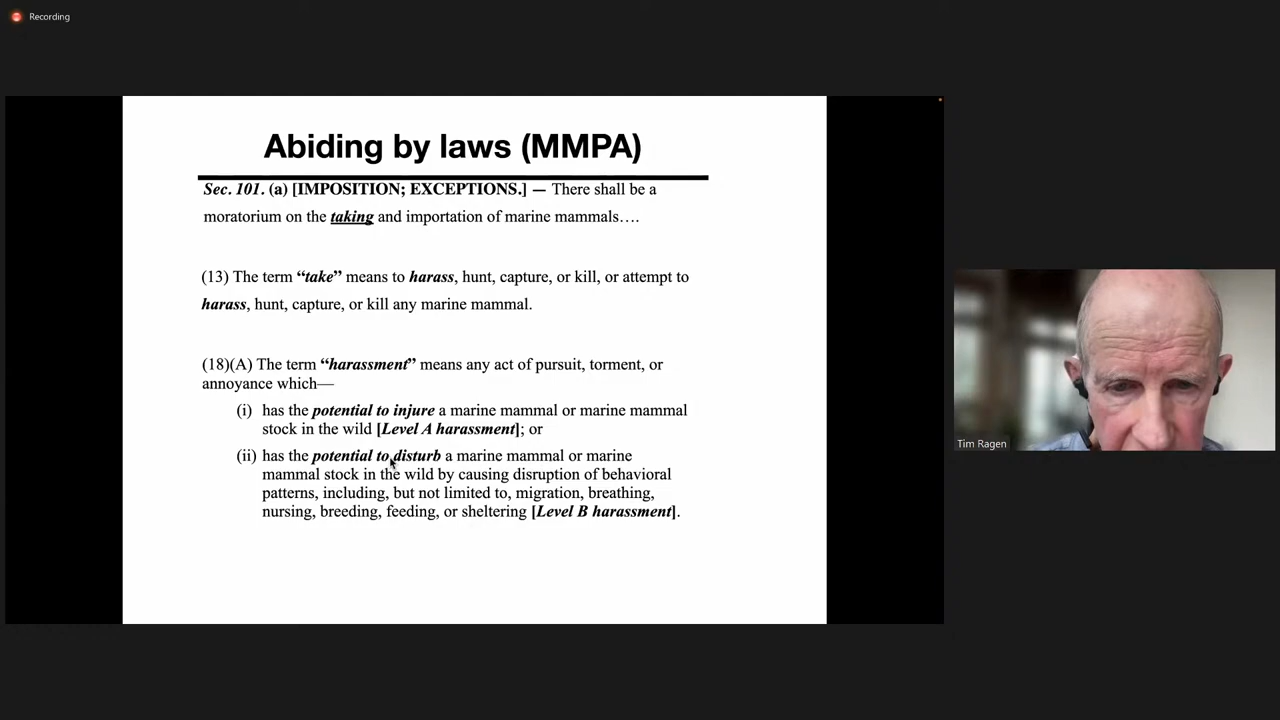 Recording
Abiding by laws (MMPA)
Sec. 101. (a) [IMPOSITION; EXCEPTIONS.] — There shall be a
moratorium on the taking and importation of marine mammals….
(13) The term “take” means to harass, hunt, capture, or kill, or attempt to
harass, hunt, capture, or kill any marine mammal.
(18)(A) The term “harassment” means any act of pursuit, torment, or
annoyance which—
(i) has the potential to injure a marine mammal or marine mammal
stock in the wild [Level A harassment]; or
(ii) has the potential to disturb a marine mammal or marine
mammal stock in the wild by causing disruption of behavioral
patterns, including, but not limited to, migration, breathing,
nursing, breeding, feeding, or sheltering [Level B harassment].
Tim Ragen